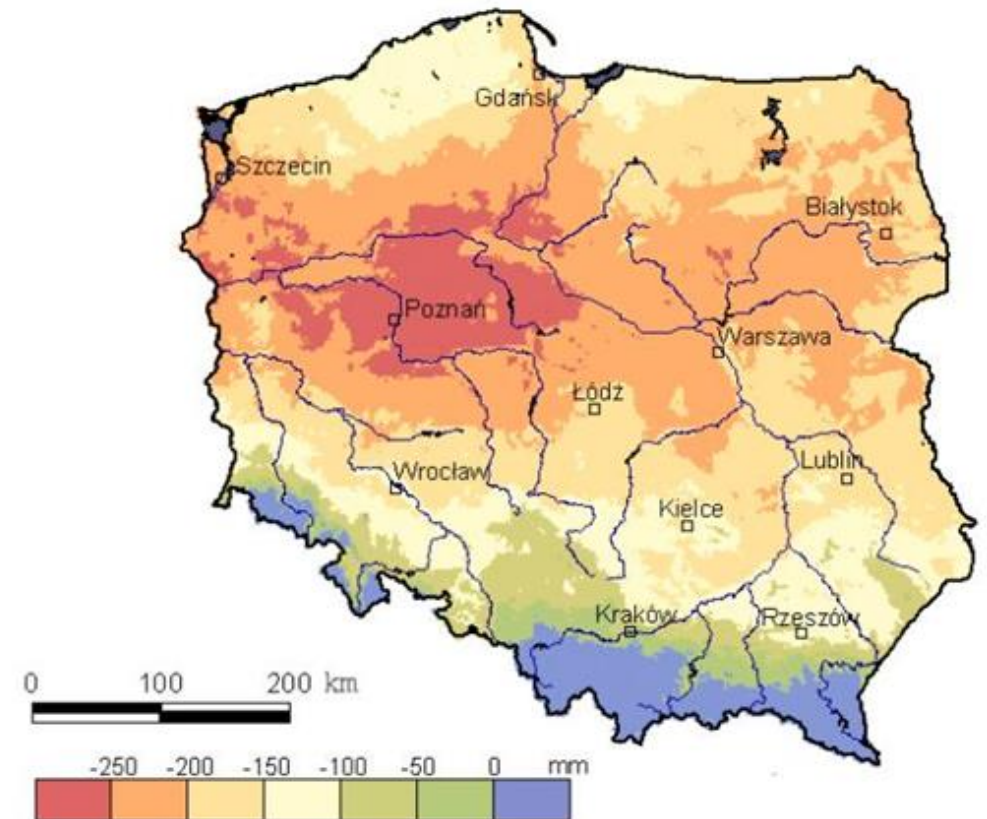 Gdańsk
Szczecin
Białystok
Poznań
Warszawa
Łódź
Wrocław
Lublin
Kielce
Kraków
Rzeszów
0 100 200 km
-250 -200 -150 -100 -50 0 mm